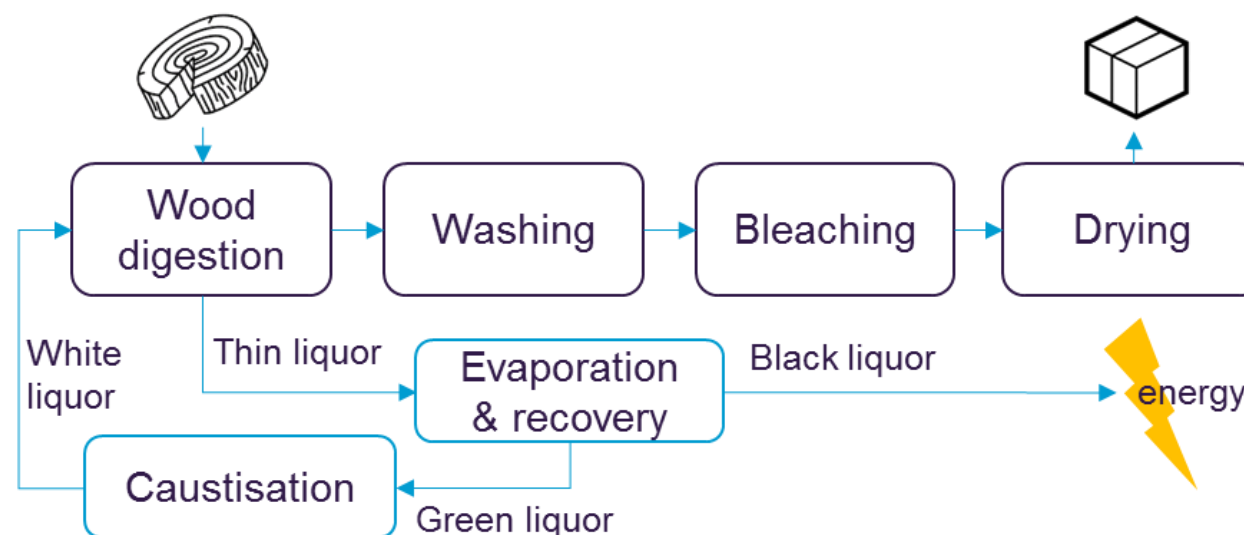 Wood
digestion
Washing
Bleaching
Drying
White
liquor
Thin liquor
Evaporation
& recovery
Black liquor
energy
Caustisation
Green liquor